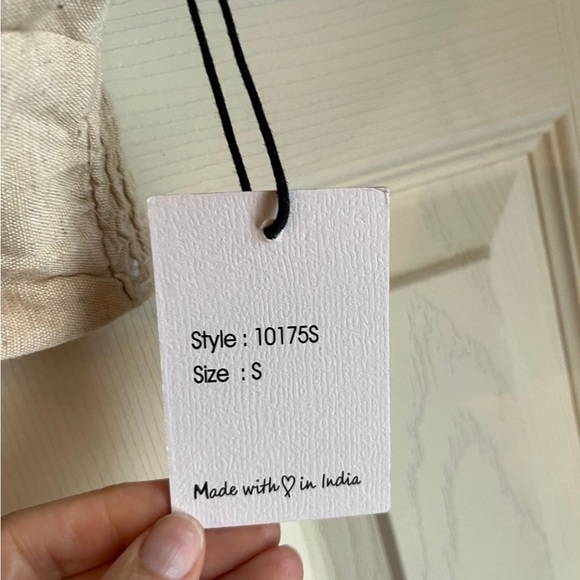 Style : 10175S
Size : S
Made with ♡ in India